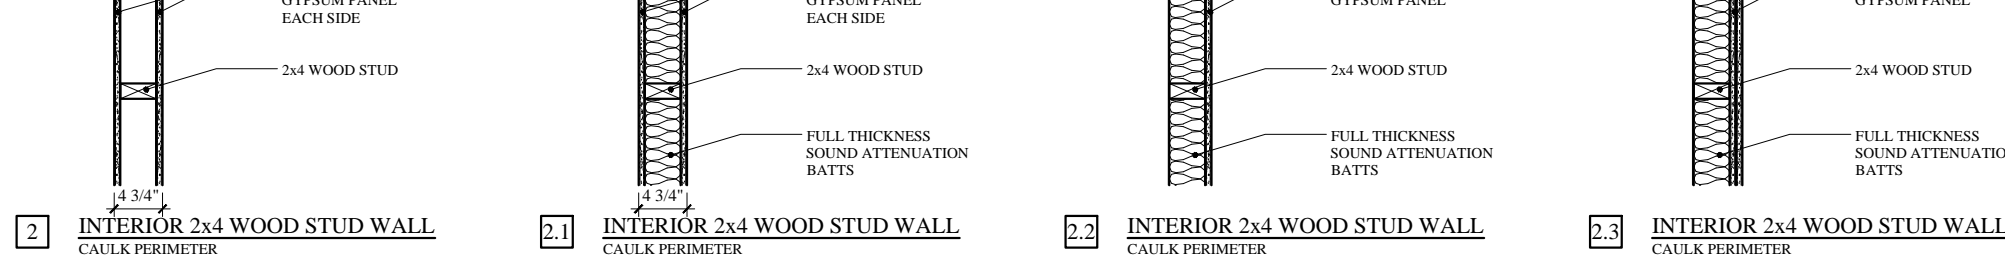 GYPSUM PANEL
EACH SIDE
2x4 WOOD STUD
4 3/4"
2
INTERIOR 2x4 WOOD STUD WALL
CAULK PERIMETER
GYPSUM PANEL
EACH SIDE
2x4 WOOD STUD
FULL THICKNESS
SOUND ATTENUATION
BATTS
4 3/4"
2.1
INTERIOR 2x4 WOOD STUD WALL
CAULK PERIMETER
GYPSUM PANEL
2x4 WOOD STUD
FULL THICKNESS
SOUND ATTENUATION
BATTS
2.2
INTERIOR 2x4 WOOD STUD WALL
CAULK PERIMETER
GYPSUM PANEL
2x4 WOOD STUD
FULL THICKNESS
SOUND ATTENUATIO
BATTS
2.3
INTERIOR 2x4 WOOD STUD WALL
CAULK PERIMETER